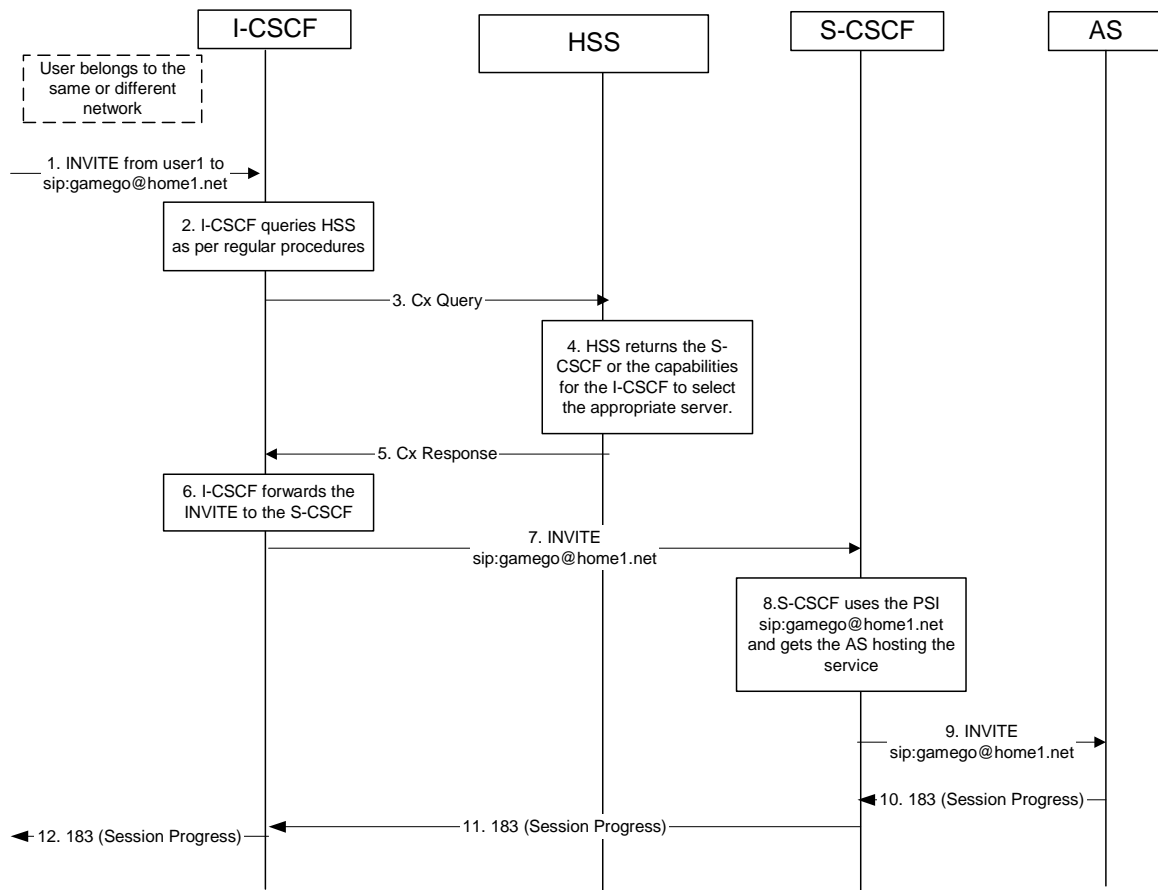 I-CSCF
HSS
S-CSCF
AS
User belongs to the
same or different
network
1. INVITE from user1 to
sip:gamego@home1.net
2. I-CSCF queries HSS
as per regular procedures
3. Cx Query
4. HSS returns the S-
CSCF or the capabilities
for the I-CSCF to select
the appropriate server.
5. Cx Response
6. I-CSCF forwards the
INVITE to the S-CSCF
7. INVITE
sip:gamego@home1.net
8.S-CSCF uses the PSI
sip:gamego@home1.net
and gets the AS hosting the
service
9. INVITE
sip:gamego@home1.net
10. 183 (Session Progress)
11. 183 (Session Progress)
12. 183 (Session Progress)